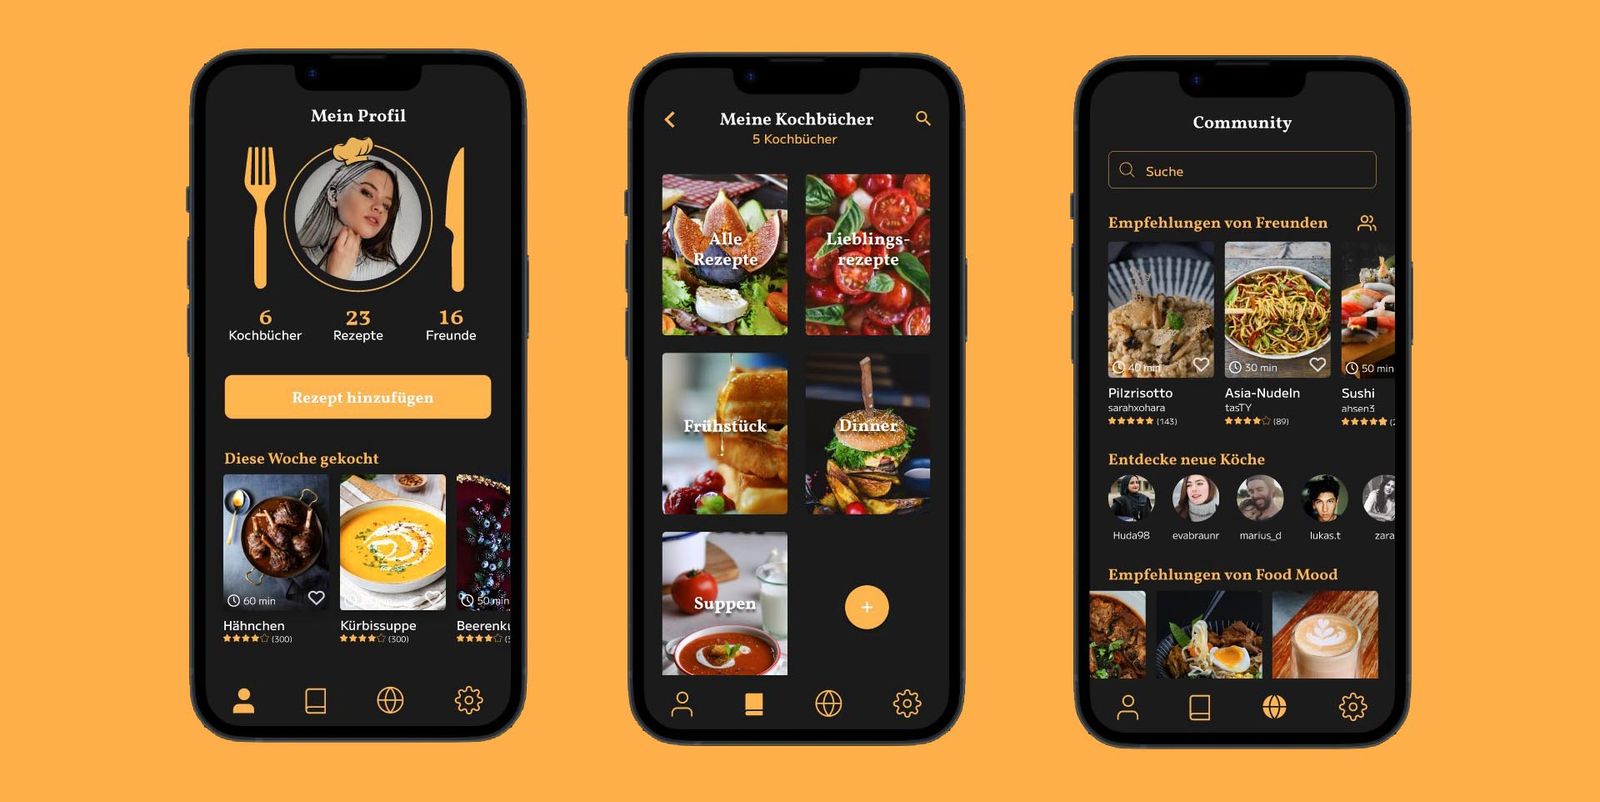 Mein Profil
6
Kochbücher
23
Rezepte
16
Freunde
Rezept hinzufügen
Diese Woche gekocht
60 min
50 min
Hähnchen
(300)
Kürbissuppe
(300)
Meine Kochbücher
5 Kochbücher
Alle
Rezepte
Lieblings-
rezepte
Frühstück
Dinner
Suppen
+
Community
Suche
Empfehlungen von Freunden
40 min
30 min
50 min
Pilzrisotto
sarahxohara
(143)
Asia-Nudeln
tasTY
(89)
Sushi
ahsen3
Entdecke neue Köche
Huda98
evabraunr
marius_d
lukas.t
zara
Empfehlungen von Food Mood